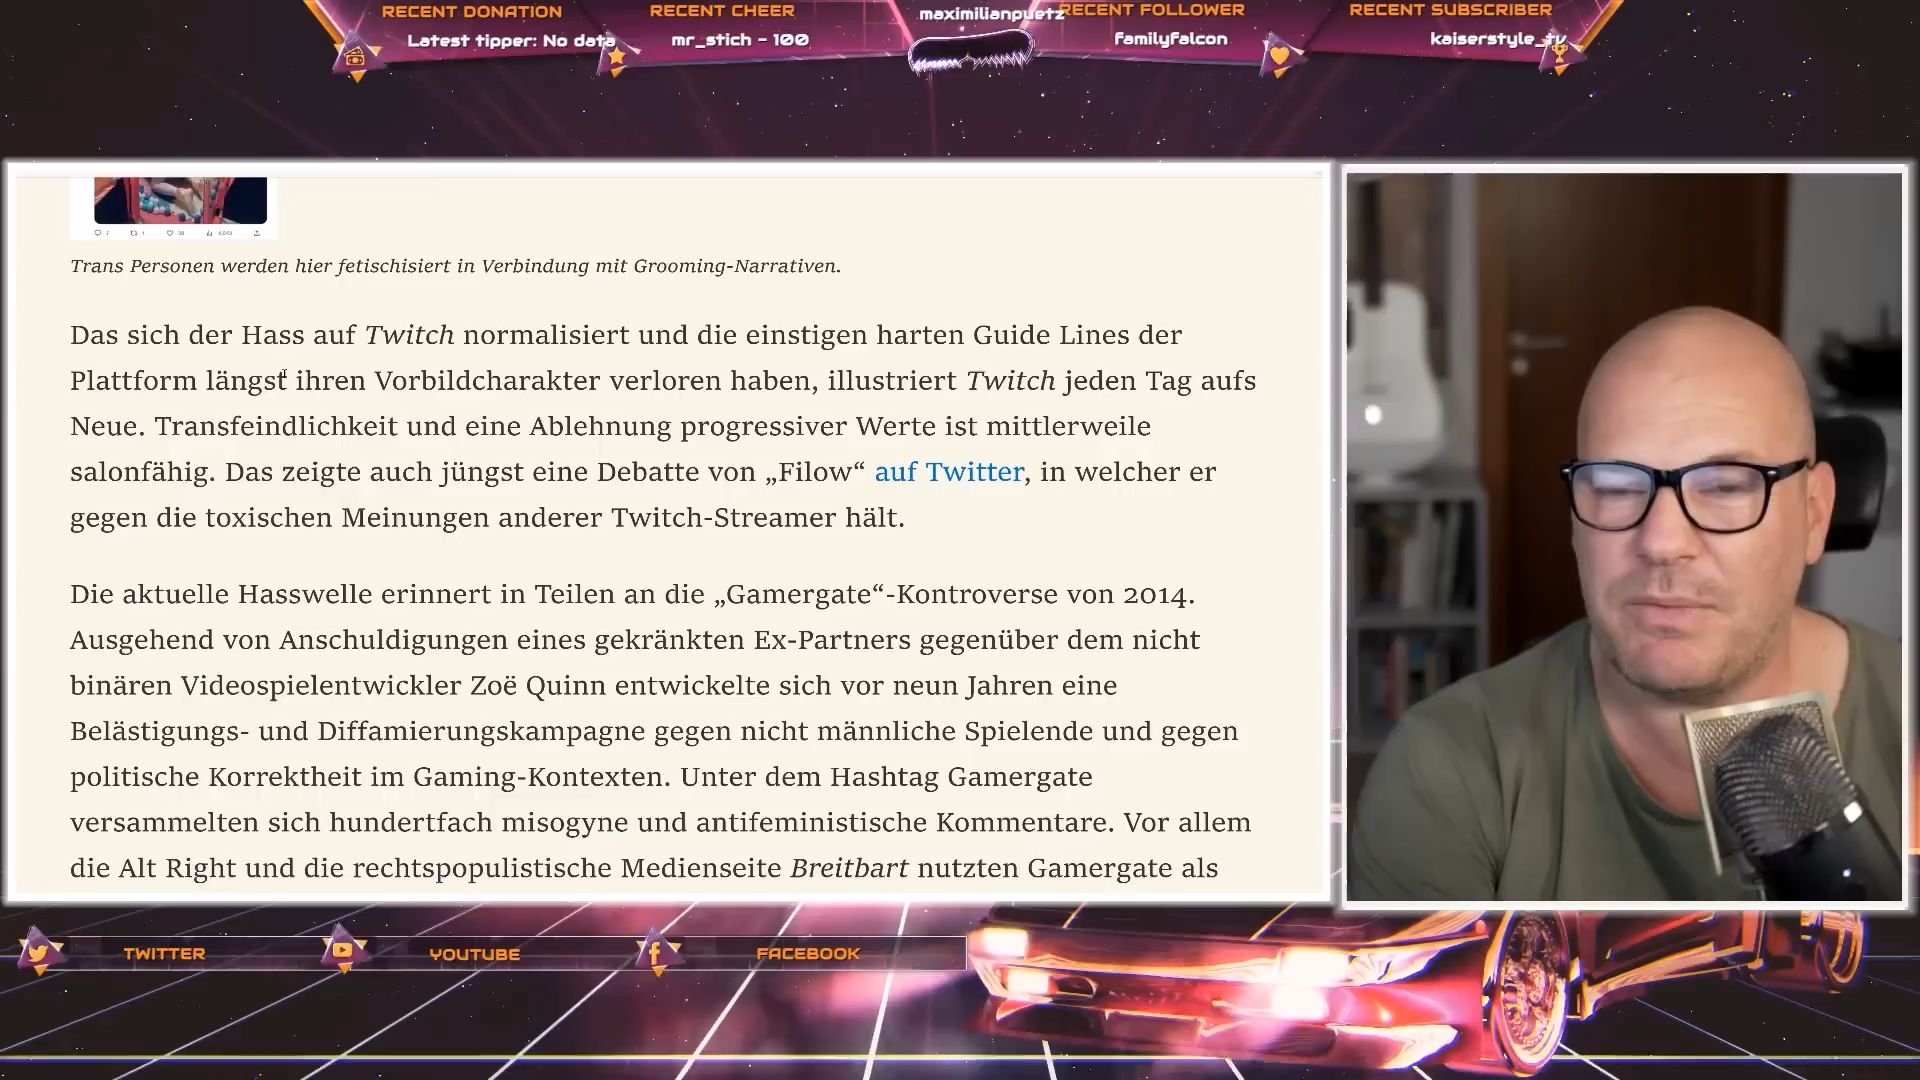 RECENT DONATION
Latest tipper: No data
RECENT CHEER
mr_stich - 100
maximilianpuetz
RECENT FOLLOWER
familyfalcon
RECENT SUBSCRIBER
kaiserstyle_tv
Trans Personen werden hier fetischisiert in Verbindung mit Grooming-Narrativen.
Das sich der Hass auf Twitch normalisiert und die einstigen harten Guide Lines der
Plattform längst ihren Vorbildcharakter verloren haben, illustriert Twitch jeden Tag aufs
Neue. Transfeindlichkeit und eine Ablehnung progressiver Werte ist mittlerweile
salonfähig. Das zeigte auch jüngst eine Debatte von „Filow“ auf Twitter, in welcher er
gegen die toxischen Meinungen anderer Twitch-Streamer hält.
Die aktuelle Hasswelle erinnert in Teilen an die „Gamergate“-Kontroverse von 2014.
Ausgehend von Anschuldigungen eines gekränkten Ex-Partners gegenüber dem nicht
binären Videospielentwickler Zoë Quinn entwickelte sich vor neun Jahren eine
Belästigungs- und Diffamierungskampagne gegen nicht männliche Spielende und gegen
politische Korrektheit im Gaming-Kontexten. Unter dem Hashtag Gamergate
versammelten sich hundertfach misogyne und antifeministische Kommentare. Vor allem
die Alt Right und die rechtspopulistische Medienseite Breitbart nutzten Gamergate als
TWITTER
YOUTUBE
FACEBOOK